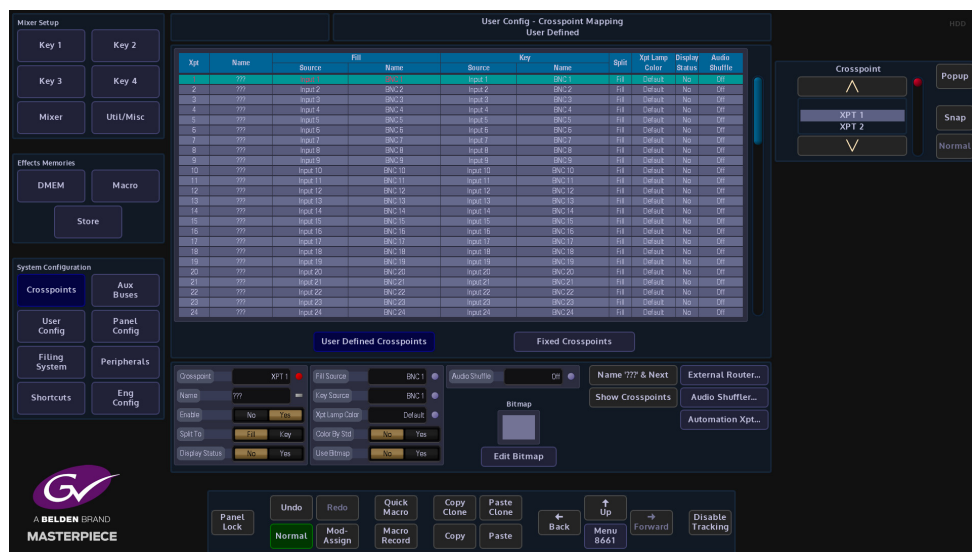 Mixer Setup
Key 1 Key 2
Key 3 Key 4
Mixer Util/Misc
Effects Memories
DMEM Macro
Store
System Configuration
Crosspoints Aux Buses
User Config Panel Config
Filing System Peripherals
Shortcuts Eng Config
A BELDEN BRAND
MASTERPIECE
User Config - Crosspoint Mapping
User Defined
Xpt Name Fill Key Split Xpt Lamp Color Display Status Audio Shuffle
Source Name Source Name
??? Input 1 BNC 1 Fill Default No Off
2 ??? Input 2 BNC 2 Input 2 BNC 2 Fill Default No Off
3 ??? Input 3 BNC 3 Input 3 BNC 3 Fill Default No Off
4 ??? Input 4 BNC 4 Input 4 BNC 4 Fill Default No Off
5 ??? Input 5 BNC 5 Input 5 BNC 5 Fill Default No Off
6 ??? Input 6 BNC 6 Input 6 BNC 6 Fill Default No Off
7 ??? Input 7 BNC 7 Input 7 BNC 7 Fill Default No Off
8 ??? Input 8 BNC 8 Input 8 BNC 8 Fill Default No Off
9 ??? Input 9 BNC 9 Input 9 BNC 9 Fill Default No Off
10 ??? Input 10 BNC 10 Input 10 BNC 10 Fill Default No Off
11 ??? Input 11 BNC 11 Input 11 BNC 11 Fill Default No Off
12 ??? Input 12 BNC 12 Input 12 BNC 12 Fill Default No Off
13 ??? Input 13 BNC 13 Input 13 BNC 13 Fill Default No Off
14 ??? Input 14 BNC 14 Input 14 BNC 14 Fill Default No Off
15 ??? Input 15 BNC 15 Input 15 BNC 15 Fill Default No Off
16 ??? Input 16 BNC 16 Input 16 BNC 16 Fill Default No Off
17 ??? Input 17 BNC 17 Input 17 BNC 17 Fill Default No Off
18 ??? Input 18 BNC 18 Input 18 BNC 18 Fill Default No Off
19 ??? Input 19 BNC 19 Input 19 BNC 19 Fill Default No Off
20 ??? Input 20 BNC 20 Input 20 BNC 20 Fill Default No Off
21 ??? Input 21 BNC 21 Input 21 BNC 21 Fill Default No Off
22 ??? Input 22 BNC 22 Input 22 BNC 22 Fill Default No Off
23 ??? Input 23 BNC 23 Input 23 BNC 23 Fill Default No Off
24 ??? Input 24 BNC 24 Input 24 BNC 24 Fill Default No Off
User Defined Crosspoints Fixed Crosspoints
Crosspoint XPT 1 Fill Source BNC 1 Audio Shuffle Off Name '???' & Next External Router...
Name ??? Key Source BNC 1 Show Crosspoints Audio Shuffler...
Enable No Yes Xpt Lamp Color Default Bitmap Automation Xpt...
Split To Fill Key Color By Std No Yes
Display Status No Yes Use Bitmap No Yes Edit Bitmap
Panel Lock Undo Redo Quick Macro Copy Clone Paste Clone Back Up Forward Disable Tracking
Normal Mod-Assign Macro Record Copy Paste Menu 8661
HDD
Crosspoint
Popup
XPT 1
XPT 2
Snap
Normal